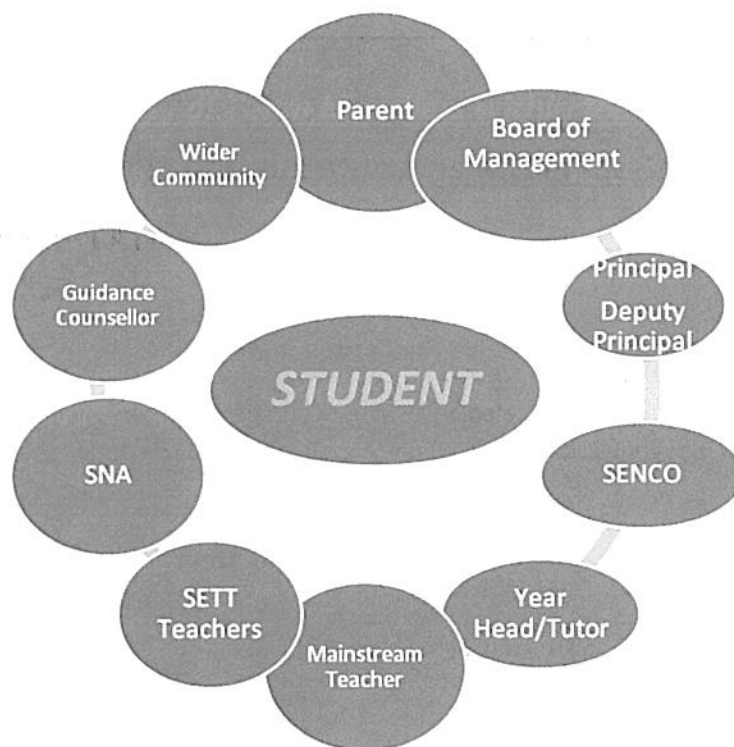 Parent
Board of
Management
Principal
Deputy
Principal
SENCO
Year
Head/Tutor
Mainstream
Teacher
SETT
Teachers
SNA
Guidance
Counsellor
Wider
Community
STUDENT